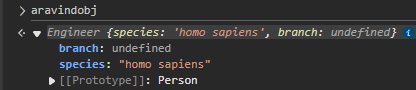 aravindobj
Engineer {species: 'homo sapiens', branch: undefined}
branch: undefined
species: "homo sapiens"
[[Prototype]]: Person